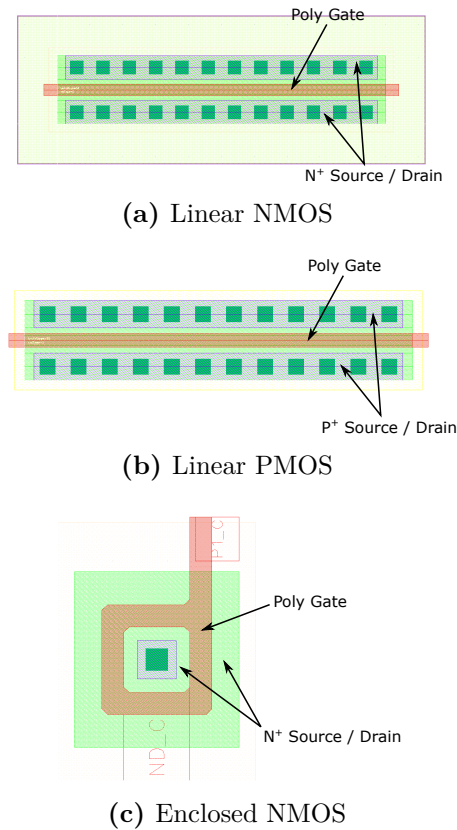 Poly Gate
N⁺ Source / Drain
(a) Linear NMOS
Poly Gate
P⁺ Source / Drain
(b) Linear PMOS
P1_C
Poly Gate
N⁺ Source / Drain
ND_C
(c) Enclosed NMOS